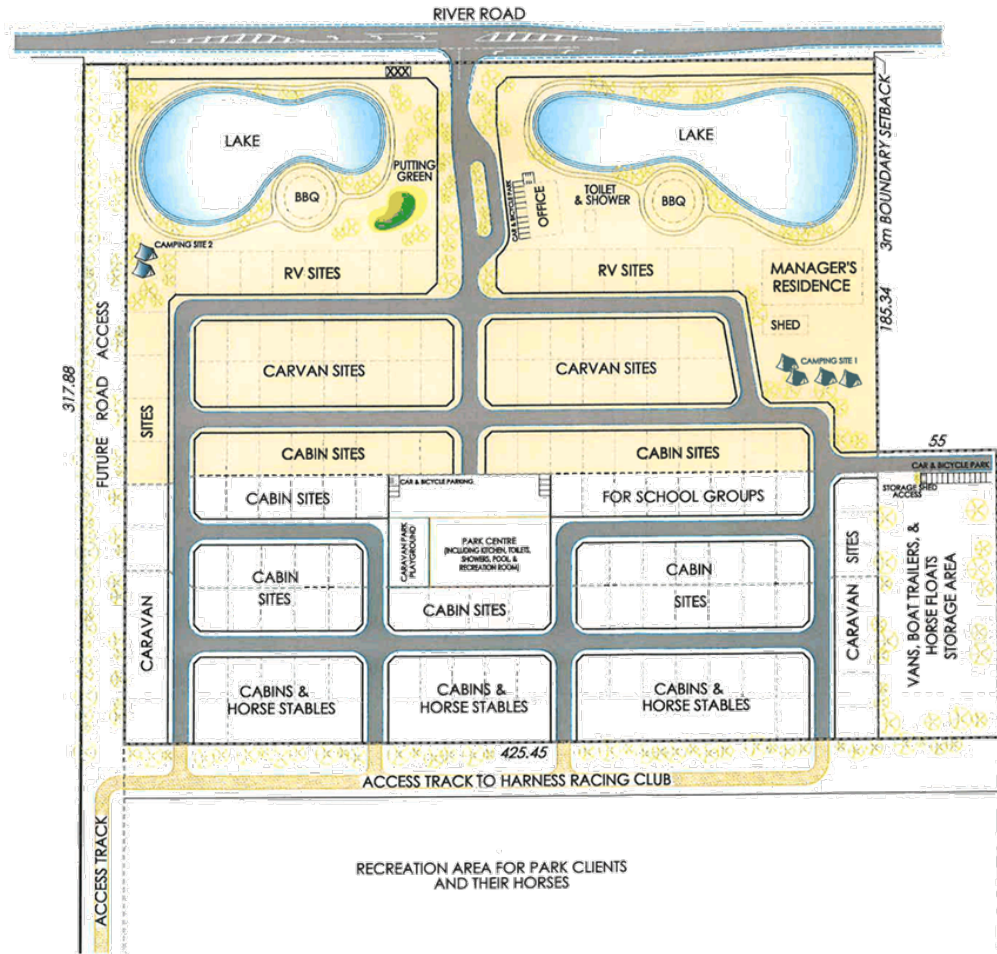 RIVER ROAD
XXX
LAKE
LAKE
PUTTING
GREEN
BBQ
CAR & BICYCLE PARK
OFFICE
TOILET
& SHOWER
BBQ
3m BOUNDARY SETBACK
CAMPING SITE 2
RV SITES
RV SITES
MANAGER'S
RESIDENCE
185.34
SHED
317.88
FUTURE ROAD ACCESS
CARVAN SITES
CARVAN SITES
CAMPING SITE 1
SITES
CABIN SITES
CABIN SITES
55
CAR & BICYCLE PARK
STORAGE SHED
ACCESS
CABIN SITES
CAR & BICYCLE PARKING
FOR SCHOOL GROUPS
CARAVAN PARK
PLAYGROUND
PARK CENTRE
(INCLUDING KITCHEN, TOILETS,
SHOWERS, POOL, &
RECREATION ROOM)
SITES
CABIN
SITES
CABIN
SITES
CABIN SITES
CARAVAN
CARAVAN
VANS, BOAT TRAILERS, &
HORSE FLOATS
STORAGE AREA
CABINS &
HORSE STABLES
CABINS &
HORSE STABLES
CABINS &
HORSE STABLES
425.45
ACCESS TRACK TO HARNESS RACING CLUB
ACCESS TRACK
RECREATION AREA FOR PARK CLIENTS
AND THEIR HORSES